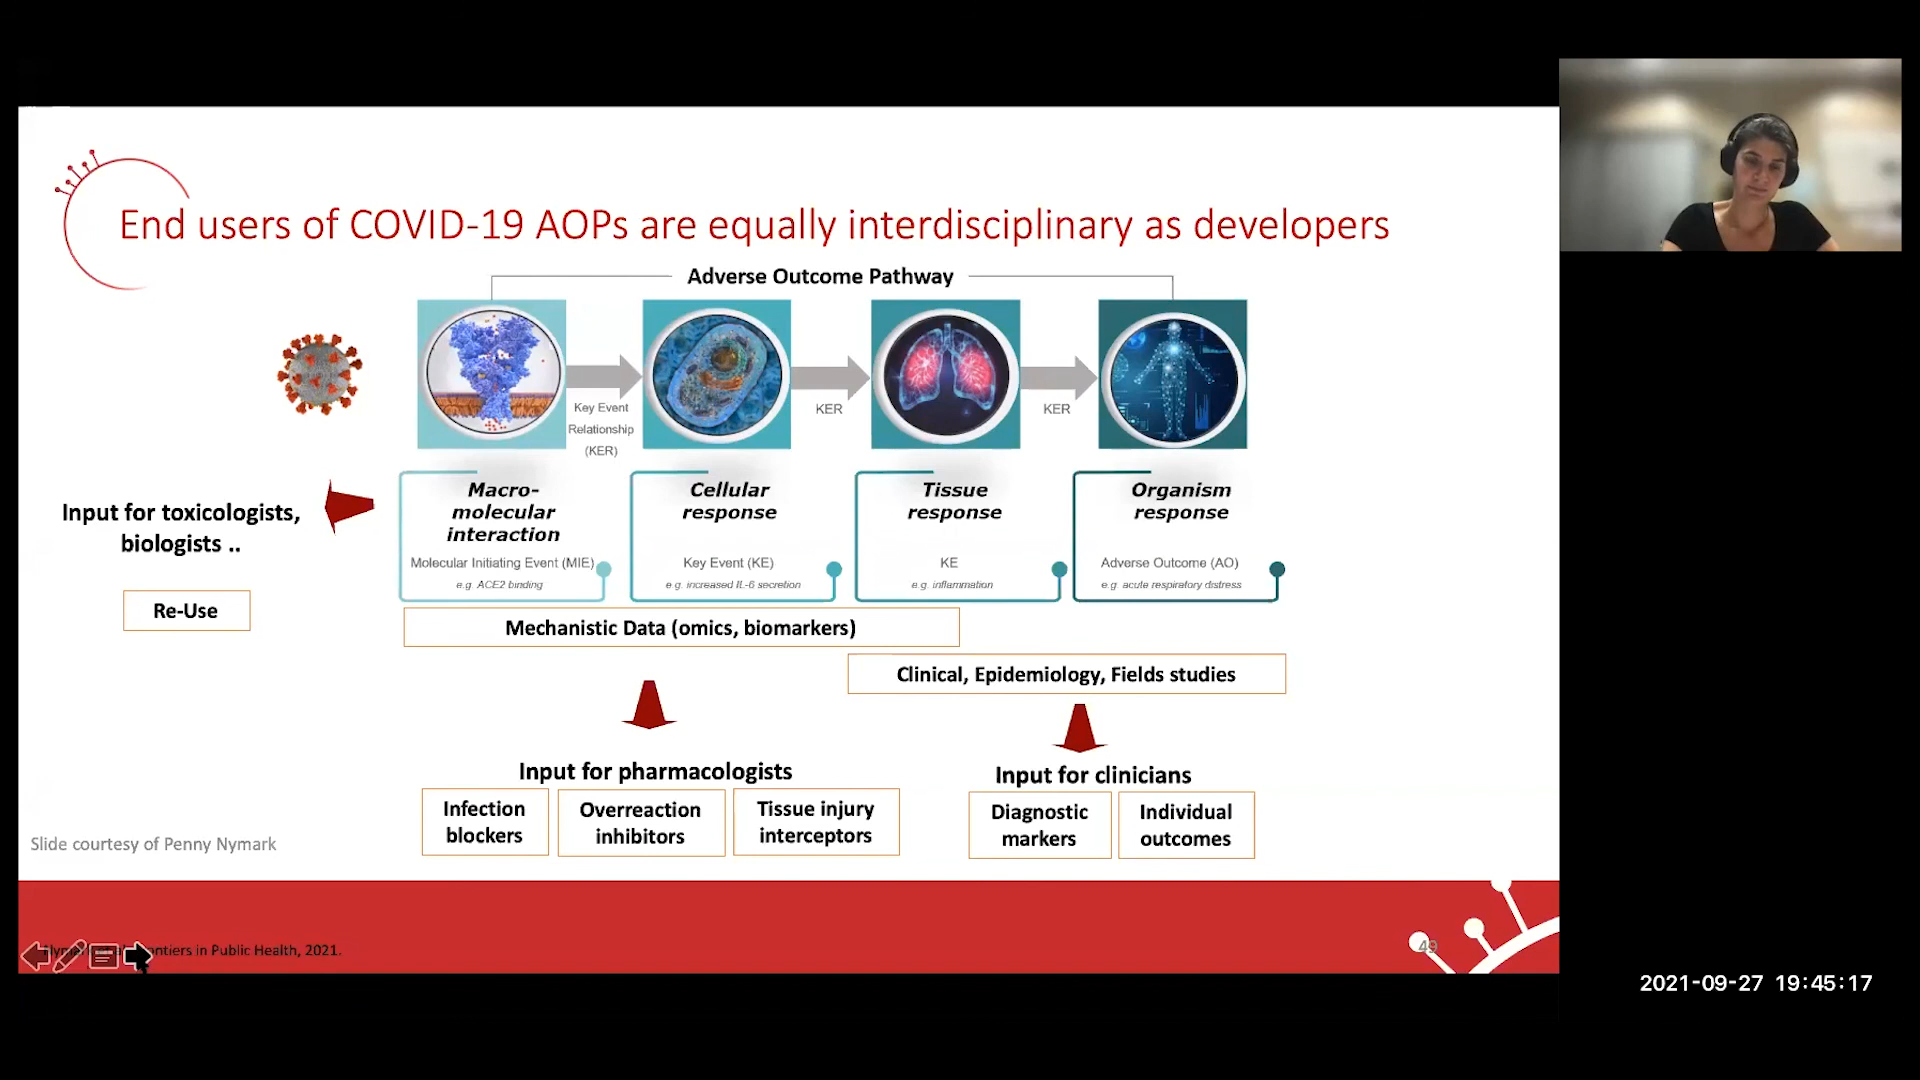 End users of COVID-19 AOPs are equally interdisciplinary as developers
Adverse Outcome Pathway
Key Event
Relationship
(KER)
KER
KER
Macro-
molecular
interaction
Molecular Initiating Event (MIE)
e.g. ACE2 binding
Cellular
response
Key Event (KE)
e.g. increased IL-6 secretion
Tissue
response
KE
e.g. inflammation
Organism
response
Adverse Outcome (AO)
e.g. acute respiratory distress
Input for toxicologists,
biologists ..
Re-Use
Mechanistic Data (omics, biomarkers)
Clinical, Epidemiology, Fields studies
Input for pharmacologists
Infection
blockers
Overreaction
inhibitors
Tissue injury
interceptors
Input for clinicians
Diagnostic
markers
Individual
outcomes
Slide courtesy of Penny Nymark
in Public Health, 2021.
49
2021-09-27 19:45:17